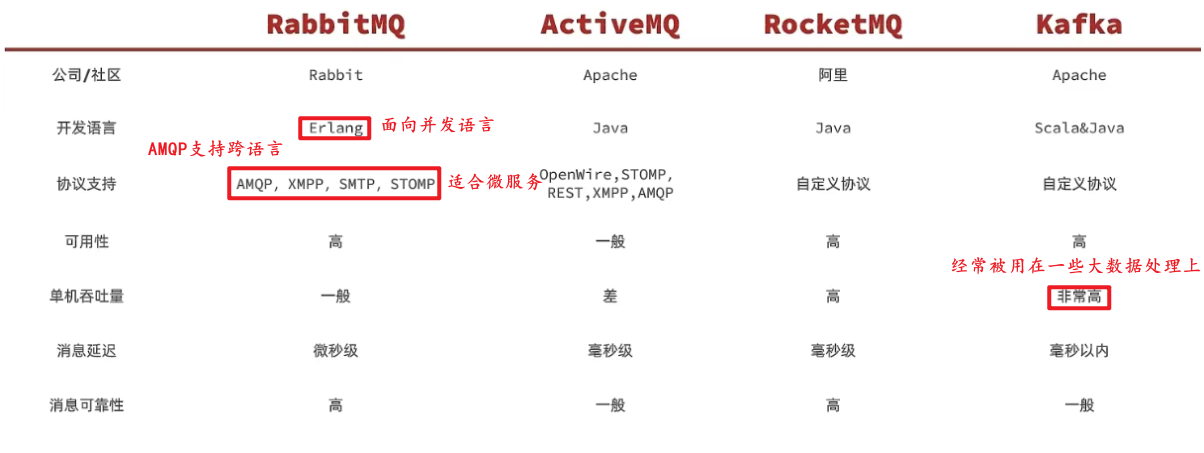 RabbitMQ ActiveMQ RocketMQ Kafka
公司/社区 Rabbit Apache 阿里 Apache
开发语言 Erlang 面向并发语言 Java Java Scala&Java
AMQP支持跨语言
协议支持 AMQP, XMPP, SMTP, STOMP 适合微服务 OpenWire,STOMP, 自定义协议 自定义协议
REST,XMPP,AMQP
可用性 高 一般 高 高
经常被用在一些大数据处理上
单机吞吐量 一般 差 高 非常高
消息延迟 微秒级 毫秒级 毫秒级 毫秒以内
消息可靠性 高 一般 高 一般